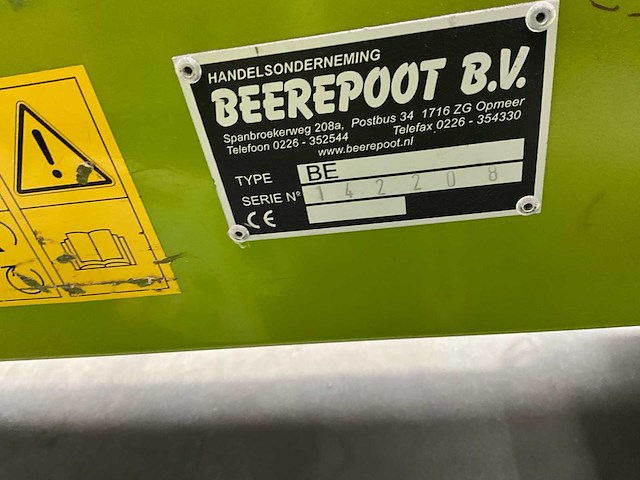 HANDELSONDERNEMING
BEEREPOOT B.V.
Spanbroekerweg 208a, Postbus 34 1716 ZG Opmeer
Telefoon 0226 - 352544 Telefax 0226 - 354330
www.beerepoot.nl
TYPE BE
SERIE N° 142208
CE